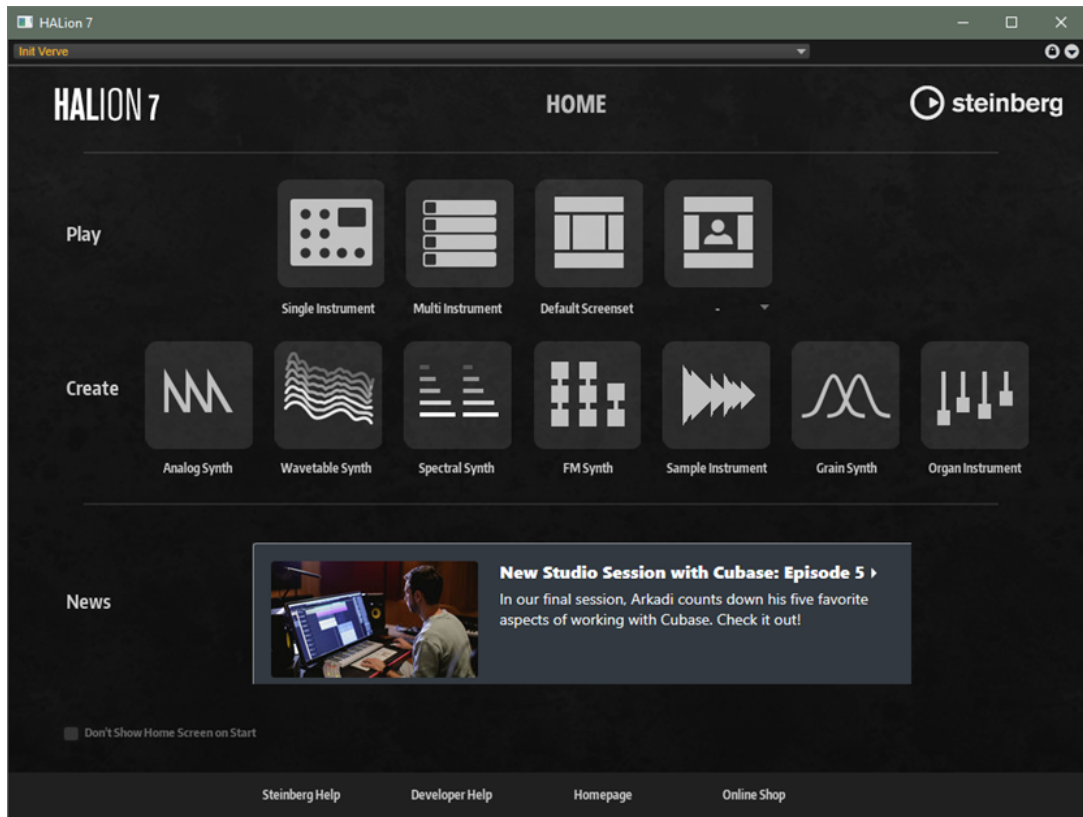 HALion 7
Init Verve
HALION 7
HOME
steinberg
Play
Single Instrument
Multi Instrument
Default Screenset
-
Create
Analog Synth
Wavetable Synth
Spectral Synth
FM Synth
Sample Instrument
Grain Synth
Organ Instrument
News
New Studio Session with Cubase: Episode 5
In our final session, Arkadi counts down his five favorite
aspects of working with Cubase. Check it out!
Don't Show Home Screen on Start
Steinberg Help
Developer Help
Homepage
Online Shop